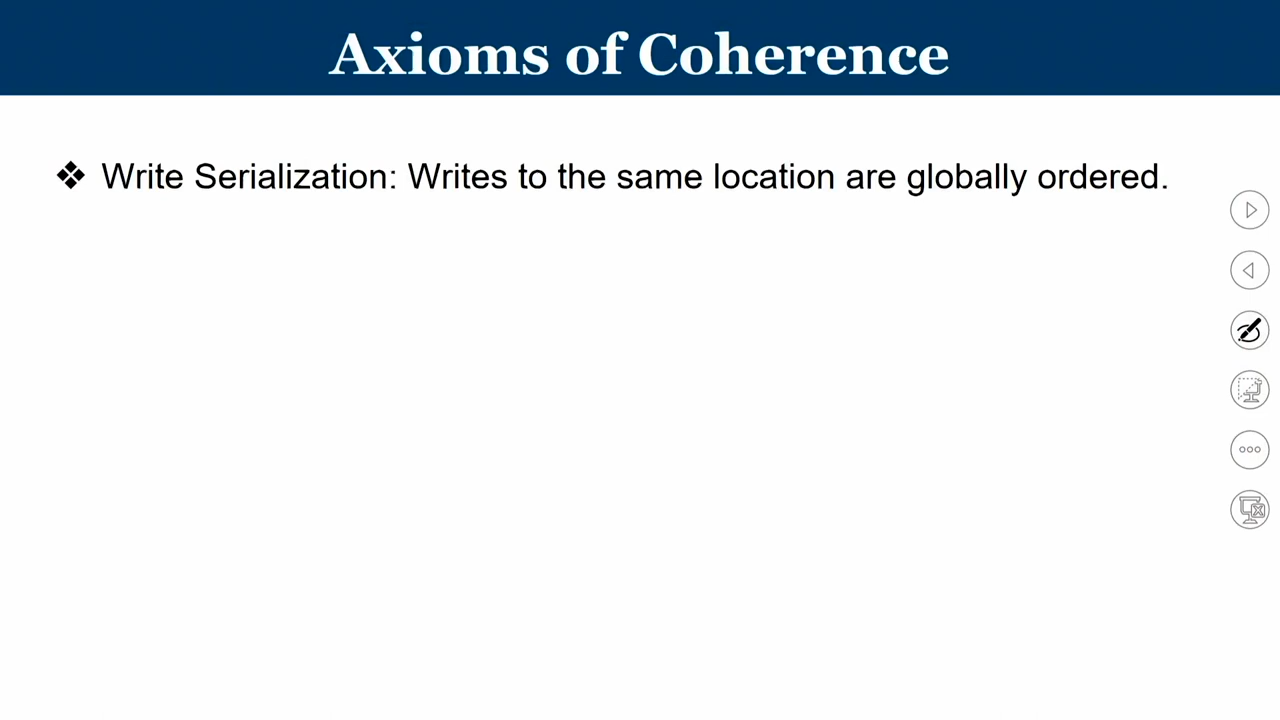 Axioms of Coherence
❖ Write Serialization: Writes to the same location are globally ordered.